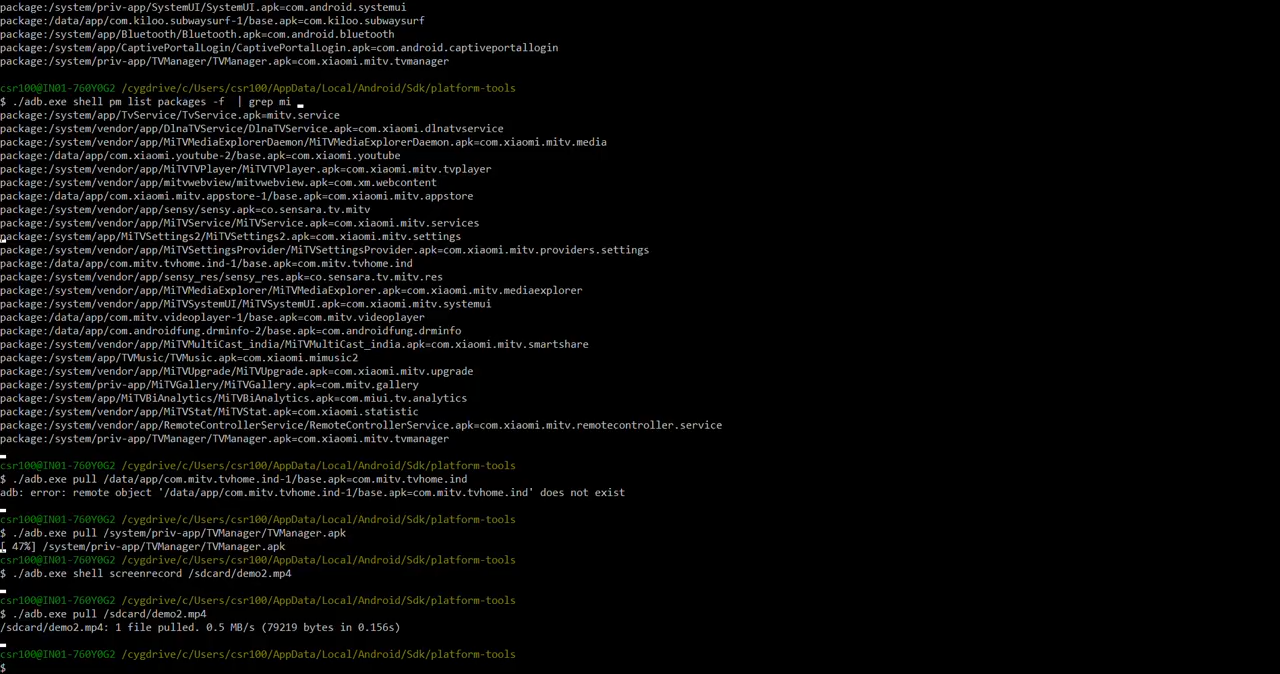 package:/system/priv-app/SystemUI/SystemUI.apk=com.android.systemui
package:/data/app/com.kiloo.subwaysurf-1/base.apk=com.kiloo.subwaysurf
package:/system/app/Bluetooth/Bluetooth.apk=com.android.bluetooth
package:/system/app/CaptivePortalLogin/CaptivePortalLogin.apk=com.android.captiveportallogin
package:/system/priv-app/TVManager/TVManager.apk=com.xiaomi.mitv.tvmanager
csr100@IN01-760Y0G2 /cygdrive/c/Users/csr100/AppData/Local/Android/Sdk/platform-tools
$ ./adb.exe shell pm list packages -f  | grep mi
package:/system/app/TvService/TvService.apk=mitv.service
package:/system/vendor/app/DlnaTVService/DlnaTVService.apk=com.xiaomi.dlnatvservice
package:/system/vendor/app/MiTVMediaExplorerDaemon/MiTVMediaExplorerDaemon.apk=com.xiaomi.mitv.media
package:/data/app/com.xiaomi.youtube-2/base.apk=com.xiaomi.youtube
package:/system/vendor/app/MiTVTVPlayer/MiTVTVPlayer.apk=com.xiaomi.mitv.tvplayer
package:/system/vendor/app/mitvwebview/mitvwebview.apk=com.xm.webcontent
package:/data/app/com.xiaomi.mitv.appstore-1/base.apk=com.xiaomi.mitv.appstore
package:/system/vendor/app/sensy/sensy.apk=co.sensara.tv.mitv
package:/system/vendor/app/MiTVService/MiTVService.apk=com.xiaomi.mitv.services
package:/system/vendor/app/MiTVSettings2/MiTVSettings2.apk=com.xiaomi.mitv.settings
package:/system/vendor/app/MiTVSettingsProvider/MiTVSettingsProvider.apk=com.xiaomi.mitv.providers.settings
package:/data/app/com.mitv.tvhome.ind-1/base.apk=com.mitv.tvhome.ind
package:/system/vendor/app/sensy_res/sensy_res.apk=co.sensara.tv.mitv.res
package:/system/vendor/app/MiTVMediaExplorer/MiTVMediaExplorer.apk=com.xiaomi.mitv.mediaexplorer
package:/system/vendor/app/MiTVSystemUI/MiTVSystemUI.apk=com.xiaomi.mitv.systemui
package:/data/app/com.mitv.videoplayer-1/base.apk=com.mitv.videoplayer
package:/data/app/com.androidfung.drminfo-2/base.apk=com.androidfung.drminfo
package:/system/vendor/app/MiTVMultiCast_india/MiTVMultiCast_india.apk=com.xiaomi.mitv.smartshare
package:/system/app/TVMusic/TVMusic.apk=com.xiaomi.mimusic2
package:/system/vendor/app/MiTVUpgrade/MiTVUpgrade.apk=com.xiaomi.mitv.upgrade
package:/system/priv-app/MiTVGallery/MiTVGallery.apk=com.mitv.gallery
package:/system/app/MiTVBiAnalytics/MiTVBiAnalytics.apk=com.miui.tv.analytics
package:/system/vendor/app/MiTVStat/MiTVStat.apk=com.xiaomi.statistic
package:/system/vendor/app/RemoteControllerService/RemoteControllerService.apk=com.xiaomi.mitv.remotecontroller.service
package:/system/priv-app/TVManager/TVManager.apk=com.xiaomi.mitv.tvmanager
csr100@IN01-760Y0G2 /cygdrive/c/Users/csr100/AppData/Local/Android/Sdk/platform-tools
$ ./adb.exe pull /data/app/com.mitv.tvhome.ind-1/base.apk=com.mitv.tvhome.ind
adb: error: remote object '/data/app/com.mitv.tvhome.ind-1/base.apk=com.mitv.tvhome.ind' does not exist
csr100@IN01-760Y0G2 /cygdrive/c/Users/csr100/AppData/Local/Android/Sdk/platform-tools
$ ./adb.exe pull /system/priv-app/TVManager/TVManager.apk
[ 47%] /system/priv-app/TVManager/TVManager.apk
csr100@IN01-760Y0G2 /cygdrive/c/Users/csr100/AppData/Local/Android/Sdk/platform-tools
$ ./adb.exe shell screenrecord /sdcard/demo2.mp4
csr100@IN01-760Y0G2 /cygdrive/c/Users/csr100/AppData/Local/Android/Sdk/platform-tools
$ ./adb.exe pull /sdcard/demo2.mp4
/sdcard/demo2.mp4: 1 file pulled. 0.5 MB/s (79219 bytes in 0.156s)
csr100@IN01-760Y0G2 /cygdrive/c/Users/csr100/AppData/Local/Android/Sdk/platform-tools
$